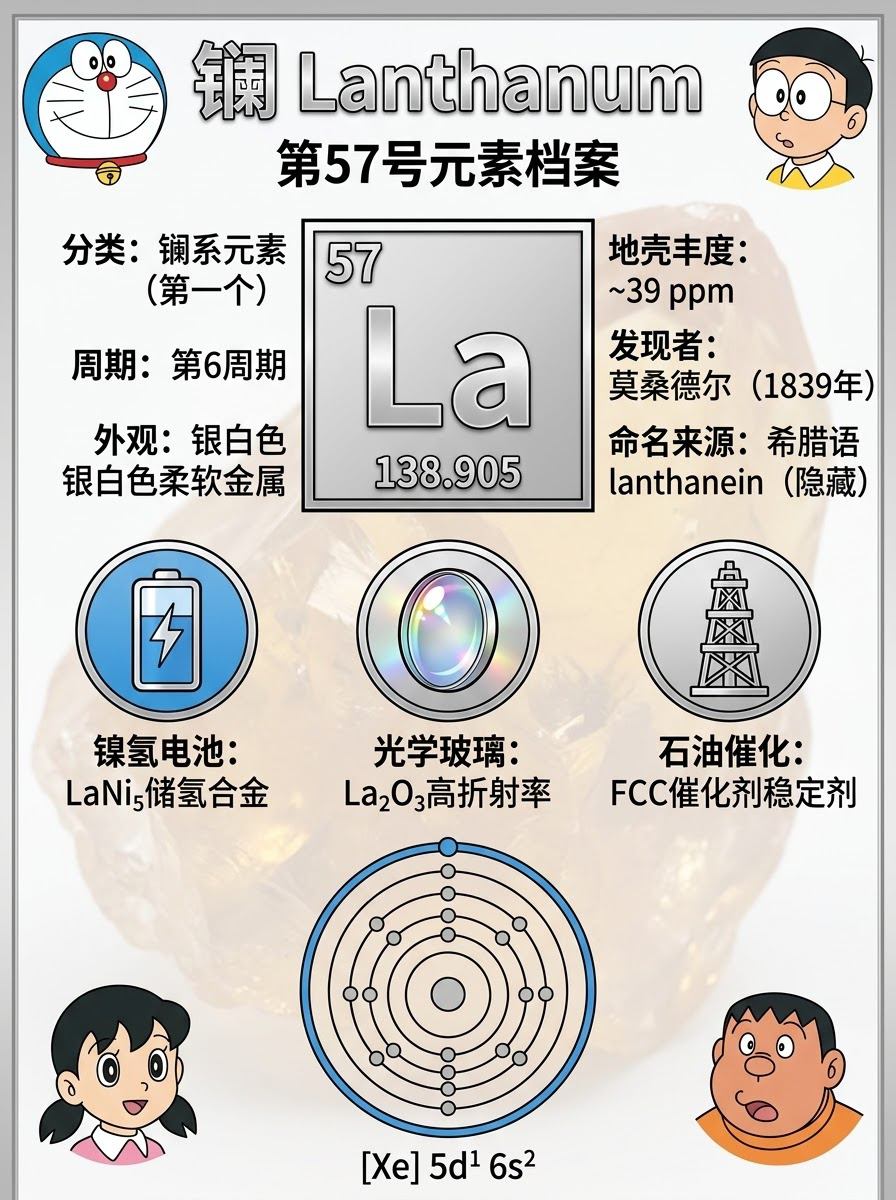 镧 Lanthanum
第57号元素档案
分类：镧系元素
（第一个）
周期：第6周期
外观：银白色
银白色柔软金属
57
La
138.905
地壳丰度：
~39 ppm
发现者：
莫桑德尔（1839年）
命名来源：希腊语
lanthanein（隐藏）
镍氢电池：
LaNi₅储氢合金
光学玻璃：
La₂O₃高折射率
石油催化：
FCC催化剂稳定剂
[Xe] 5d¹ 6s²